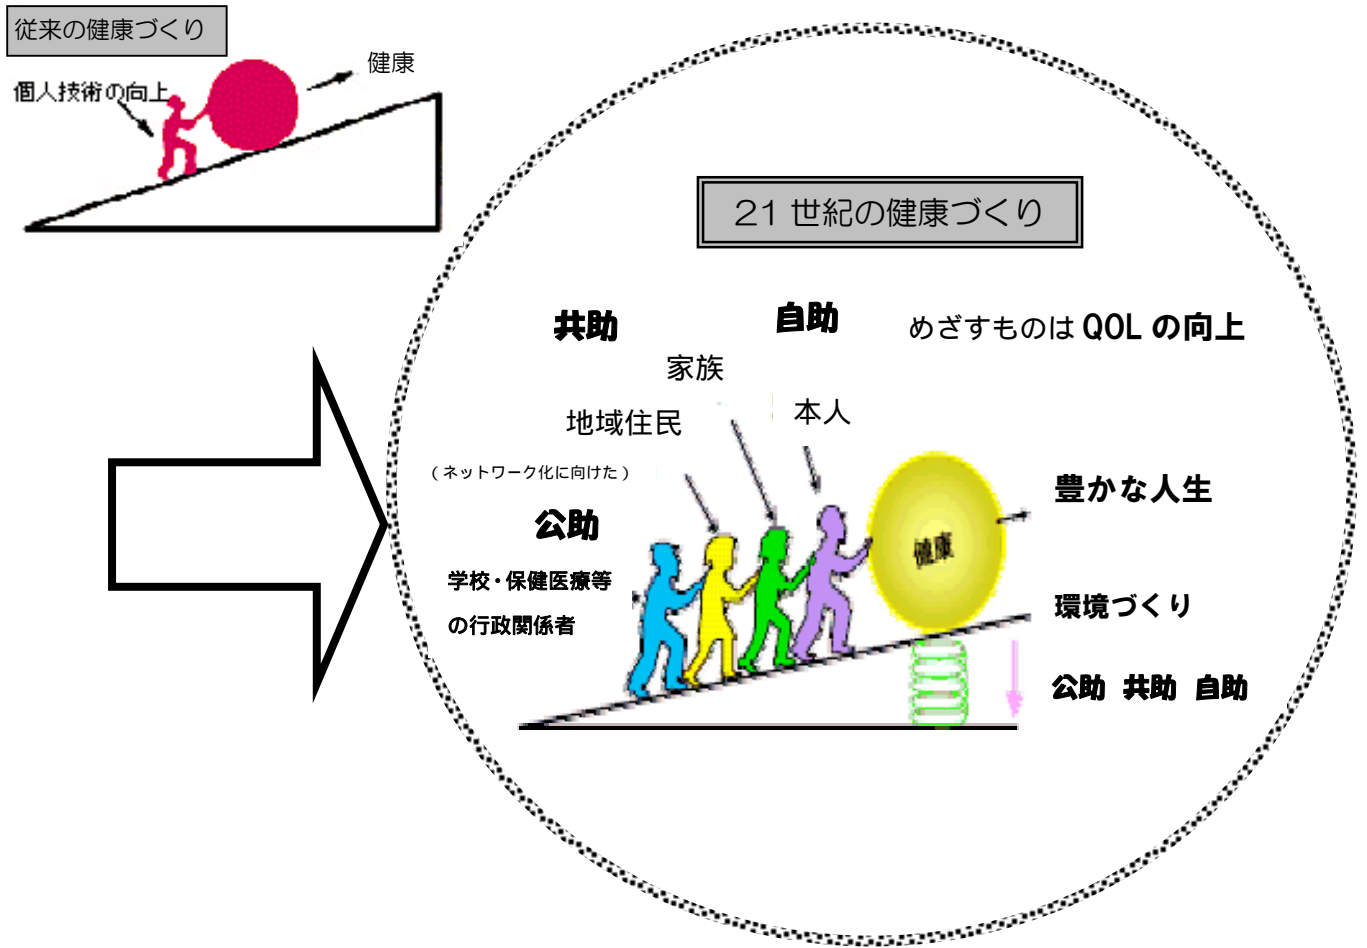 従来の健康づくり
健康
個人技術の向上
21世紀の健康づくり
共助
自助
めざすものは QOL の向上
家族
地域住民
本人
(ネットワーク化に向けた)
公助
学校・保健医療等
の行政関係者
健康
豊かな人生
環境づくり
公助 共助 自助